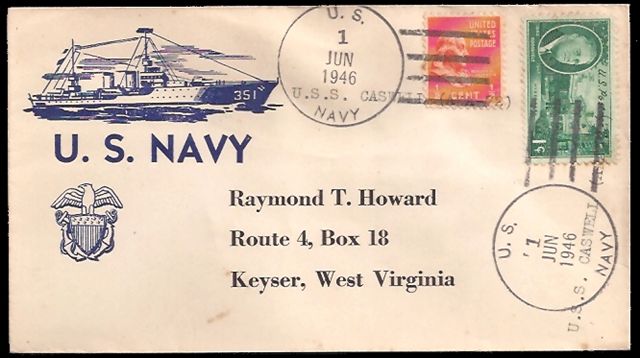 U. S.
1
JUN
1946
U.S.S. CASWELL
NAVY
UNITED
STATES
POSTAGE
CENT
351
U. S. NAVY
Raymond T. Howard
Route 4, Box 18
Keyser, West Virginia
1¢
U. S.
1
JUN
1946
U.S.S. CASWELL
NAVY